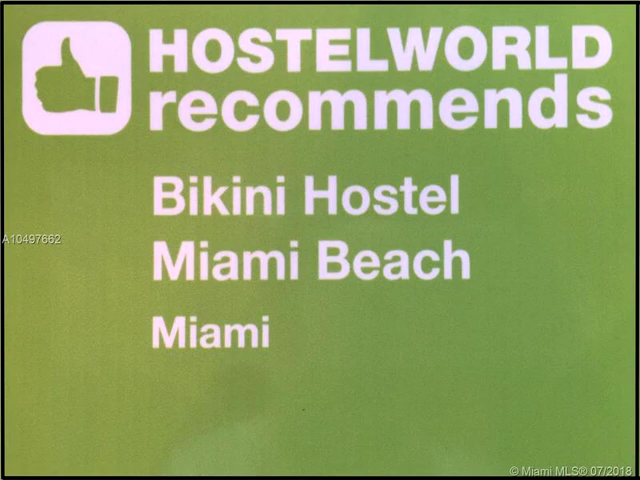 HOSTELWORLD
recommends
Bikini Hostel
Miami Beach
Miami
A10497662
© Miami MLS® 07/2018